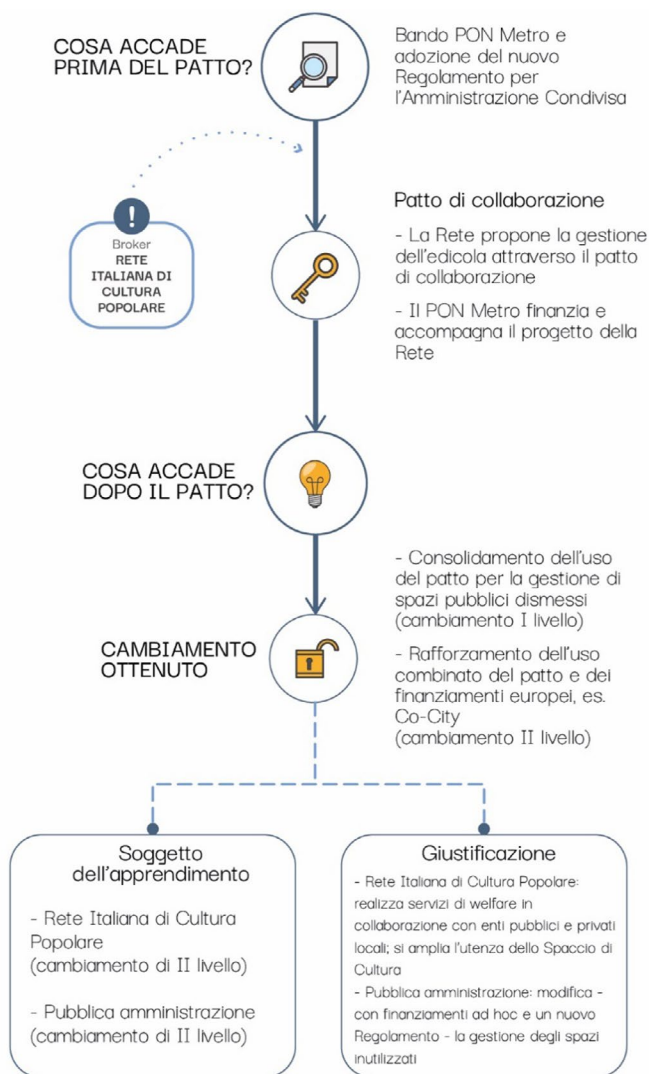 COSA ACCADE
PRIMA DEL PATTO?
Bando PON Metro e
adozione del nuovo
Regolamento per
l'Amministrazione Condivisa
!
Broker
RETE
ITALIANA DI
CULTURA
POPOLARE
Patto di collaborazione
- La Rete propone la gestione
dell'edicola attraverso il patto
di collaborazione
- Il PON Metro finanzia e
accompagna il progetto della
Rete
COSA ACCADE
DOPO IL PATTO?
- Consolidamento dell'uso
del patto per la gestione di
spazi pubblici dismessi
(cambiamento I livello)
CAMBIAMENTO
OTTENUTO
- Rafforzamento dell'uso
combinato del patto e dei
finanziamenti europei, es.
Co-City
(cambiamento II livello)
Soggetto
dell'apprendimento
- Rete Italiana di Cultura
Popolare
(cambiamento di II livello)
- Pubblica amministrazione
(cambiamento di II livello)
Giustificazione
- Rete Italiana di Cultura Popolare:
realizza servizi di welfare in
collaborazione con enti pubblici e privati
locali; si amplia l'utenza dello Spaccio di
Cultura
- Pubblica amministrazione: modifica -
con finanziamenti ad hoc e un nuovo
Regolamento - la gestione degli spazi
inutilizzati